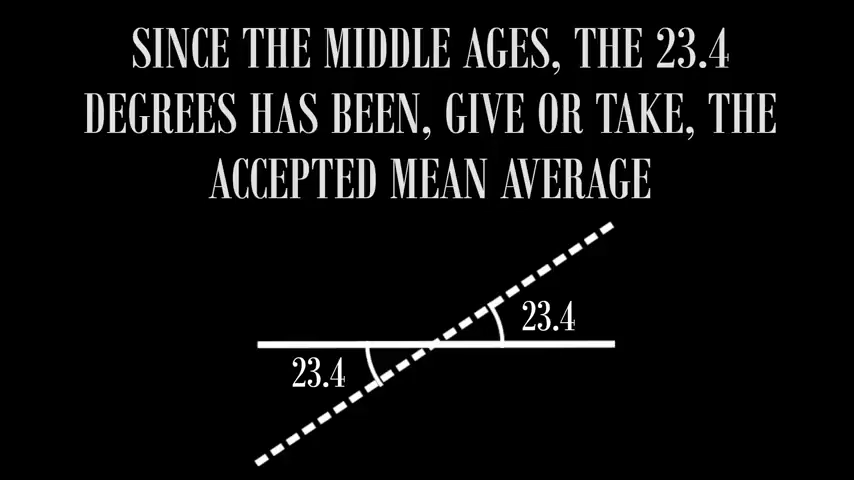 SINCE THE MIDDLE AGES, THE 23.4
DEGREES HAS BEEN, GIVE OR TAKE, THE
ACCEPTED MEAN AVERAGE
23.4
23.4